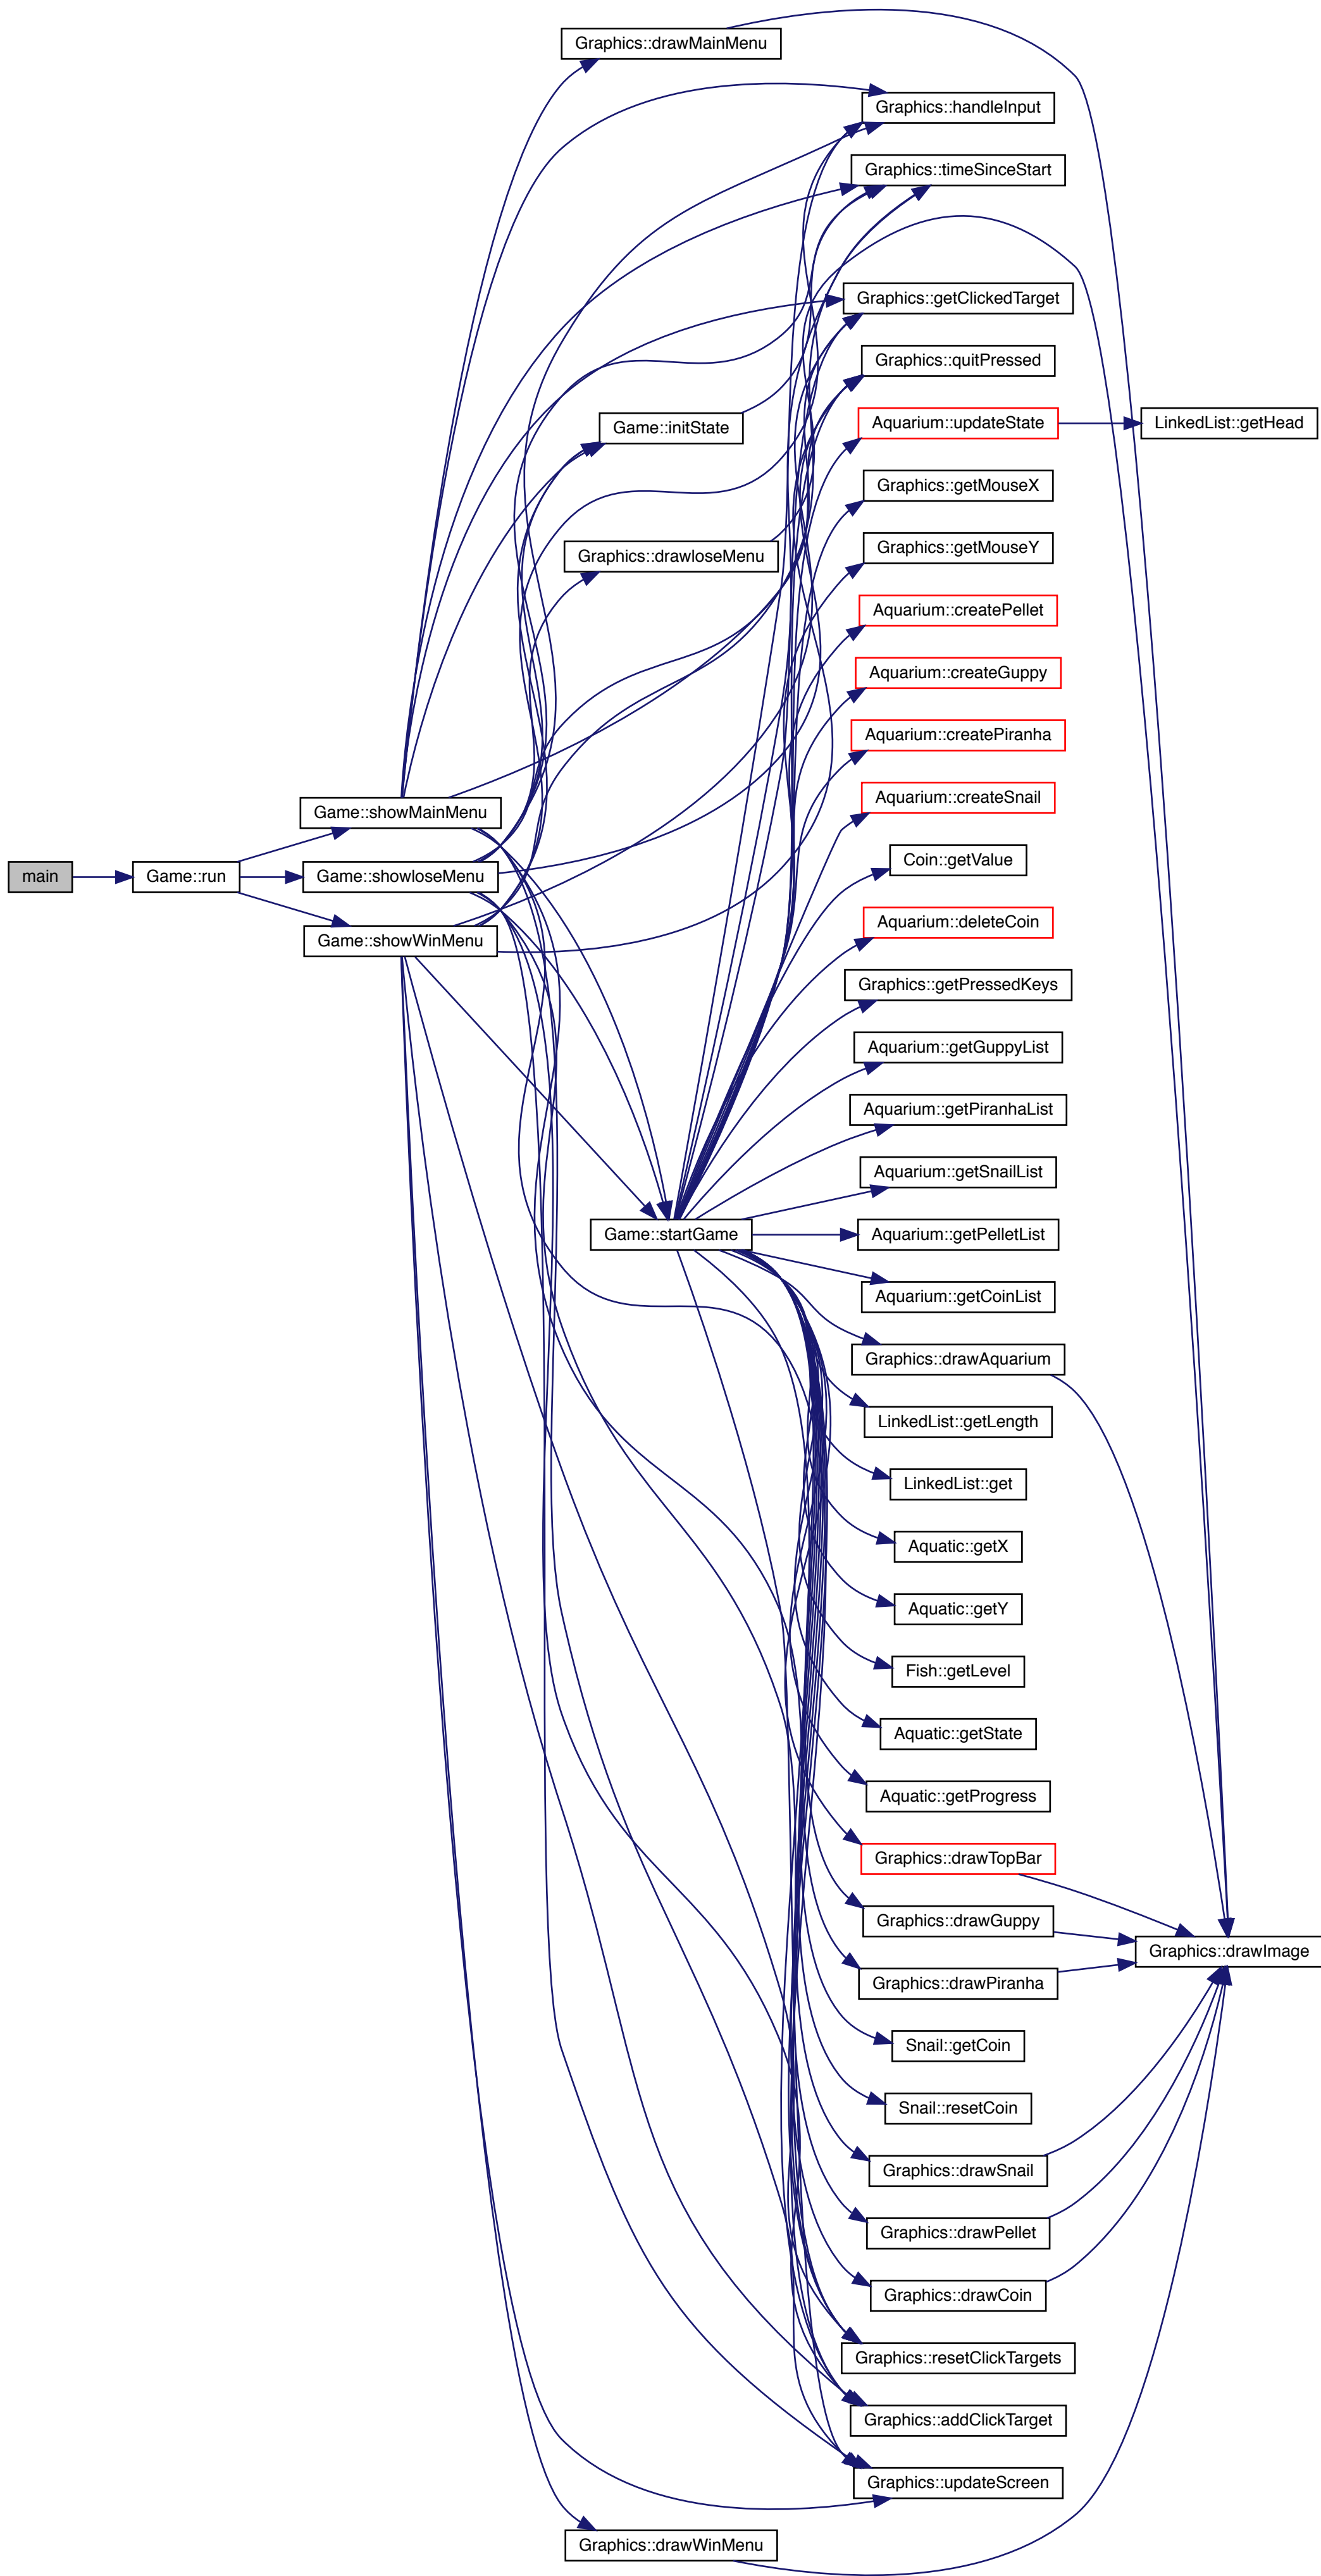 main
Game::run
Game::showMainMenu
Game::showloseMenu
Game::showWinMenu
Graphics::drawMainMenu
Game::initState
Graphics::drawloseMenu
Game::startGame
Graphics::drawWinMenu
Graphics::handleInput
Graphics::timeSinceStart
Graphics::getClickedTarget
Graphics::quitPressed
Aquarium::updateState
Graphics::getMouseX
Graphics::getMouseY
Aquarium::createPellet
Aquarium::createGuppy
Aquarium::createPiranha
Aquarium::createSnail
Coin::getValue
Aquarium::deleteCoin
Graphics::getPressedKeys
Aquarium::getGuppyList
Aquarium::getPiranhaList
Aquarium::getSnailList
Aquarium::getPelletList
Aquarium::getCoinList
Graphics::drawAquarium
LinkedList::getLength
LinkedList::get
Aquatic::getX
Aquatic::getY
Fish::getLevel
Aquatic::getState
Aquatic::getProgress
Graphics::drawTopBar
Graphics::drawGuppy
Graphics::drawPiranha
Snail::getCoin
Snail::resetCoin
Graphics::drawSnail
Graphics::drawPellet
Graphics::drawCoin
Graphics::resetClickTargets
Graphics::addClickTarget
Graphics::updateScreen
LinkedList::getHead
Graphics::drawImage